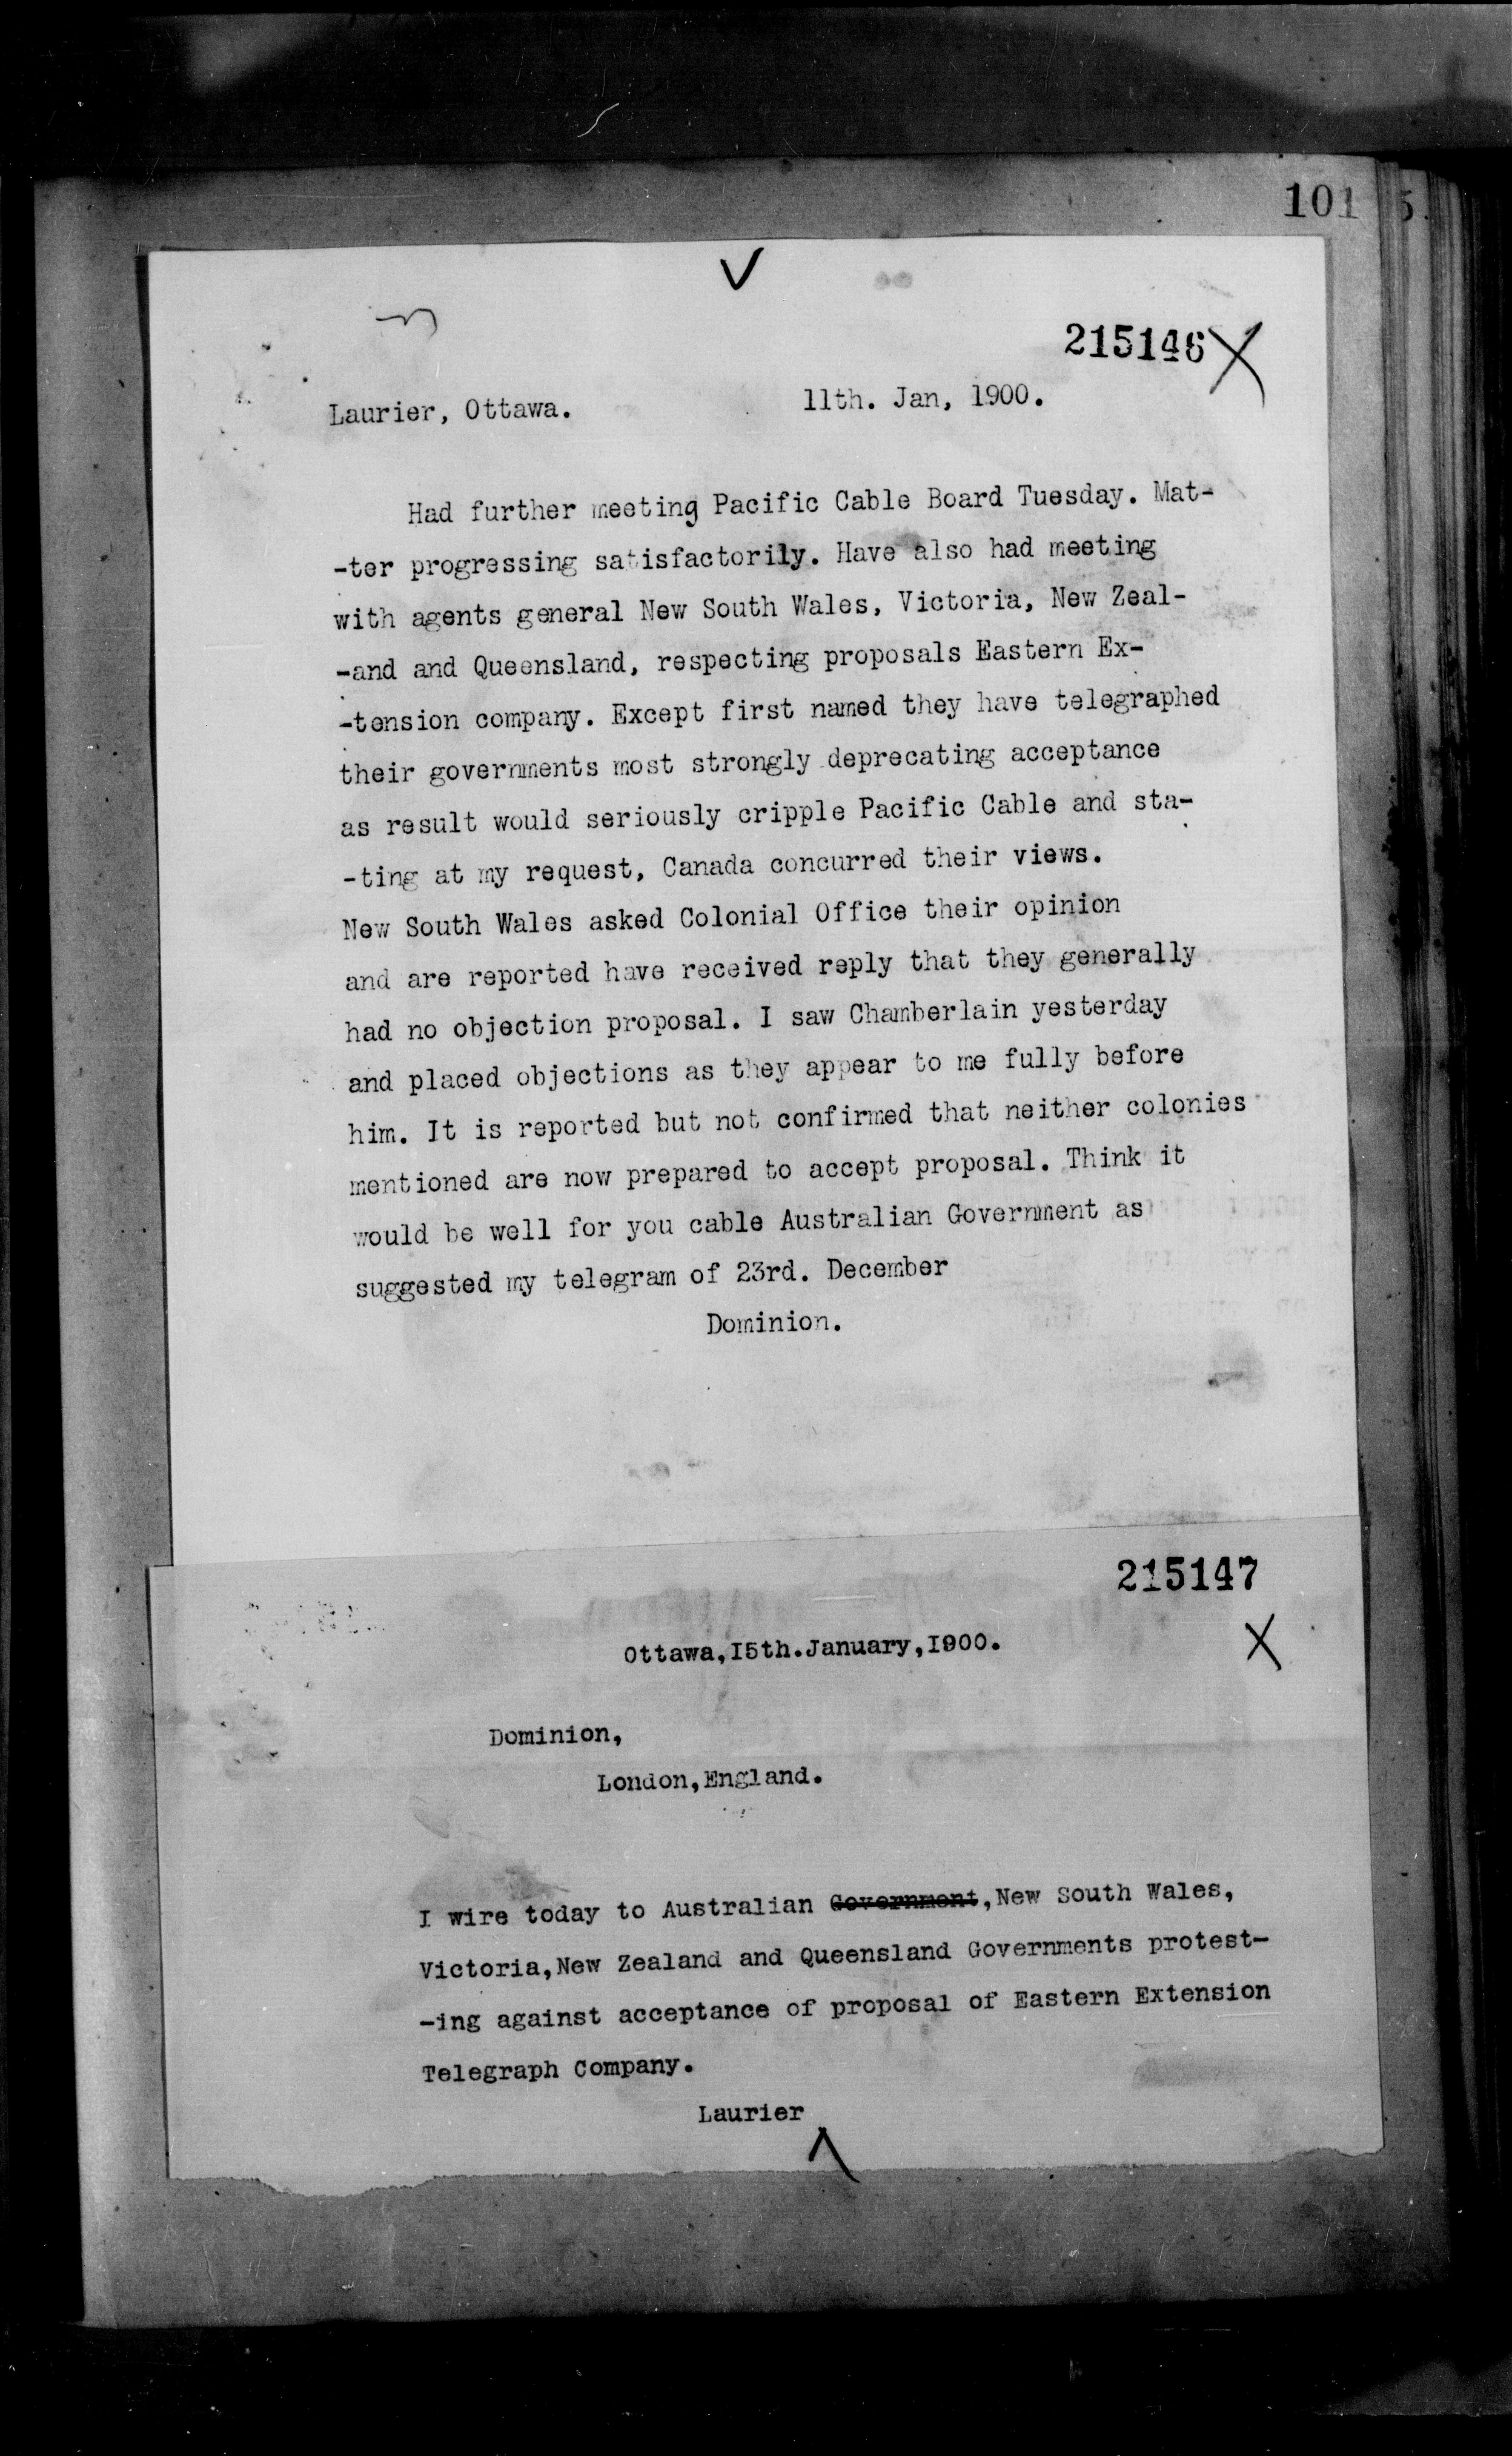 101
5
215146
Laurier, Ottawa. 11th. Jan, 1900.
Had further meeting Pacific Cable Board Tuesday. Mat-
-ter progressing satisfactorily. Have also had meeting
with agents general New South Wales, Victoria, New Zeal-
-and and Queensland, respecting proposals Eastern Ex-
-tension company. Except first named they have telegraphed
their governments most strongly deprecating acceptance
as result would seriously cripple Pacific Cable and sta-
-ting at my request, Canada concurred their views.
New South Wales asked Colonial Office their opinion
and are reported have received reply that they generally
had no objection proposal. I saw Chamberlain yesterday
and placed objections as they appear to me fully before
him. It is reported but not confirmed that neither colonies
mentioned are now prepared to accept proposal. Think it
would be well for you cable Australian Government as
suggested my telegram of 23rd. December
Dominion.
215147
Ottawa,I5th.January,I900.
Dominion,
London,England.
I wire today to Australian Government,New South Wales,
Victoria,New Zealand and Queensland Governments protest-
-ing against acceptance of proposal of Eastern Extension
Telegraph Company.
Laurier